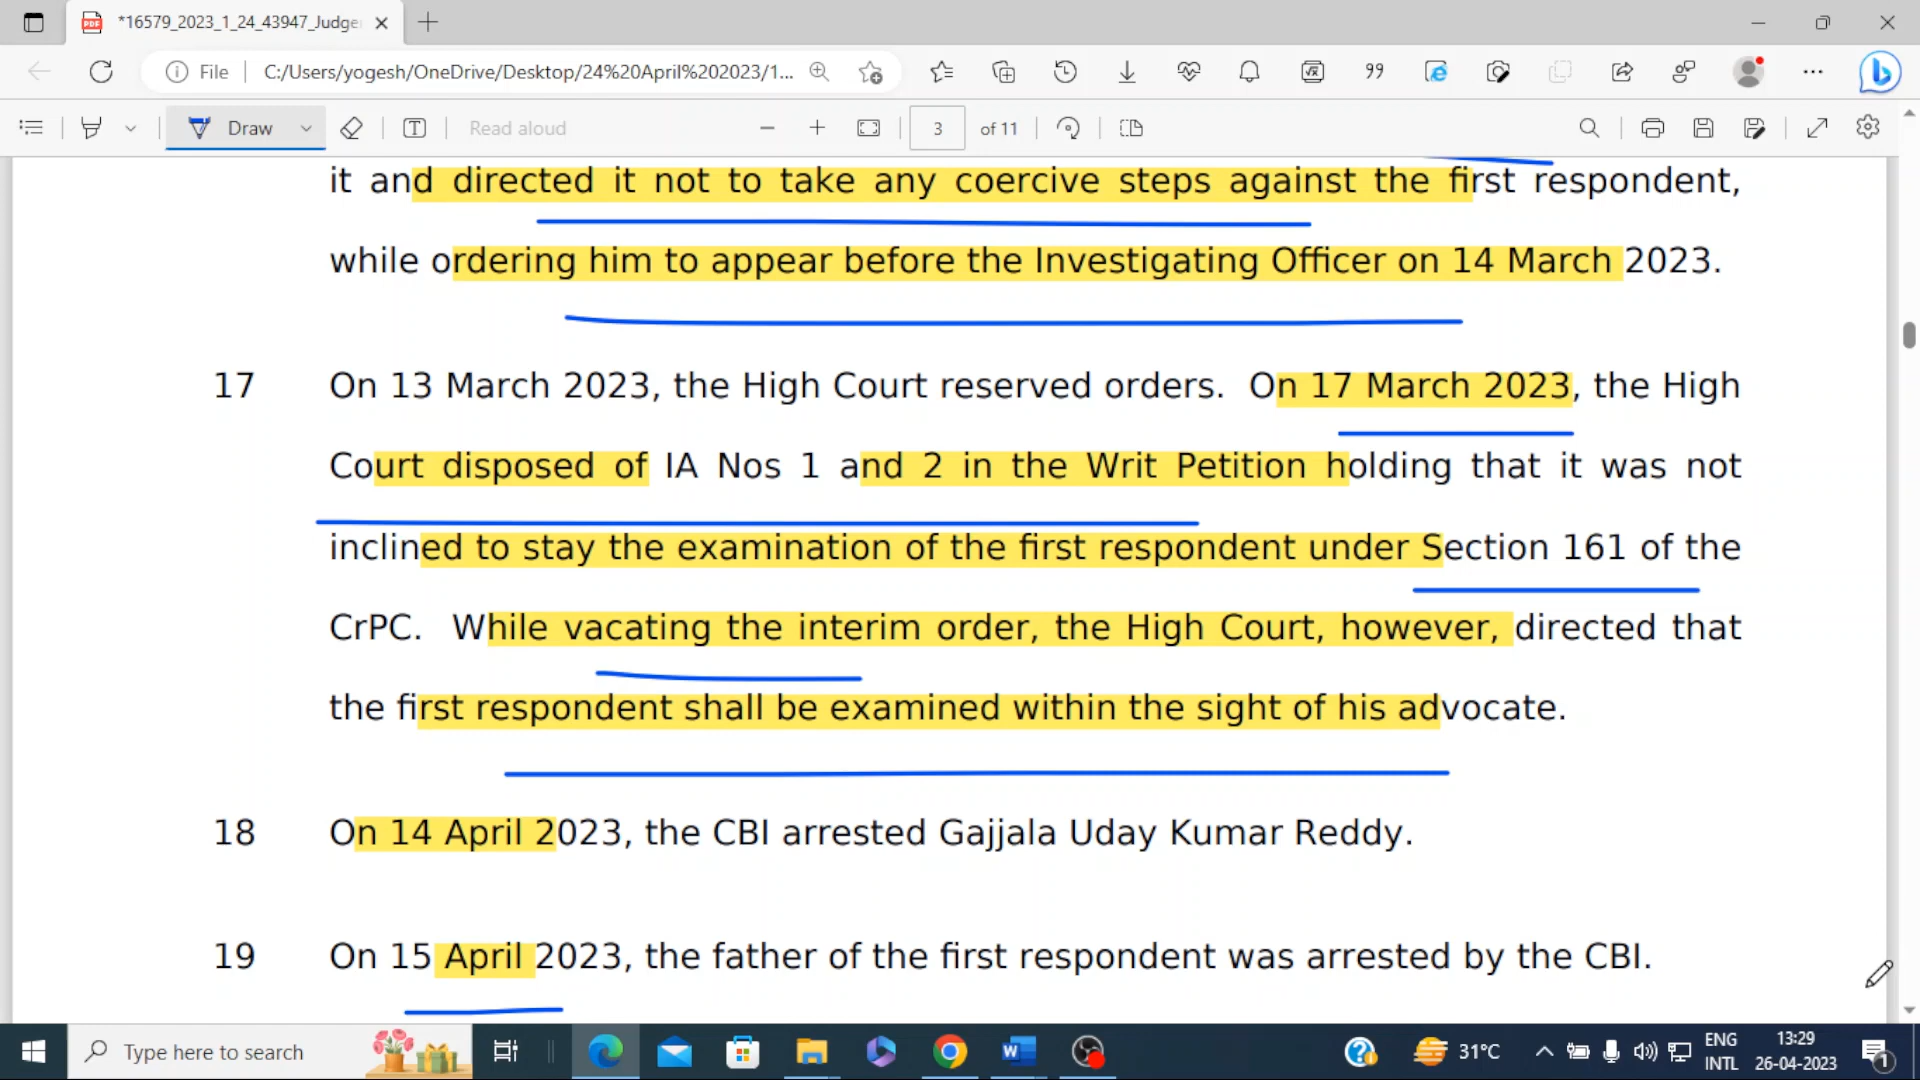 *16579_2023_1_24_43947_Judge
File
C:/Users/yogesh/OneDrive/Desktop/24%20April%202023/1...
Draw
Read aloud
3 of 11
it and directed it not to take any coercive steps against the first respondent,
while ordering him to appear before the Investigating Officer on 14 March 2023.
17 On 13 March 2023, the High Court reserved orders. On 17 March 2023, the High
Court disposed of IA Nos 1 and 2 in the Writ Petition holding that it was not
inclined to stay the examination of the first respondent under Section 161 of the
CrPC. While vacating the interim order, the High Court, however, directed that
the first respondent shall be examined within the sight of his advocate.
18 On 14 April 2023, the CBI arrested Gajjala Uday Kumar Reddy.
19 On 15 April 2023, the father of the first respondent was arrested by the CBI.
Type here to search
31°C
ENG
INTL
13:29
26-04-2023
1